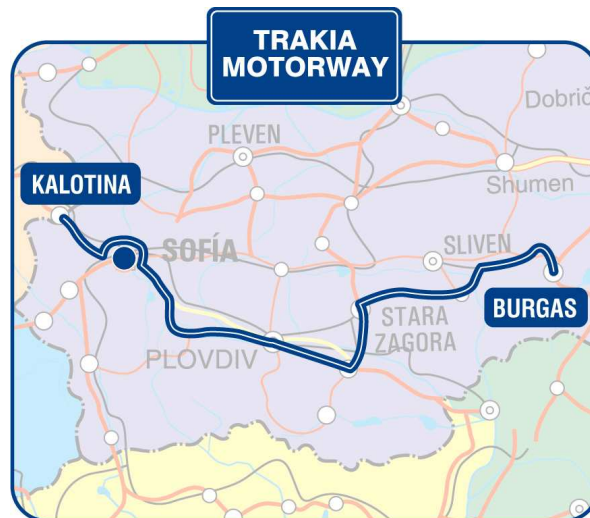 TRAKIA
MOTORWAY
Dobrič
PLEVEN
KALOTINA
Shumen
SOFÍA
SLIVEN
BURGAS
STARA
ZAGORA
PLOVDIV